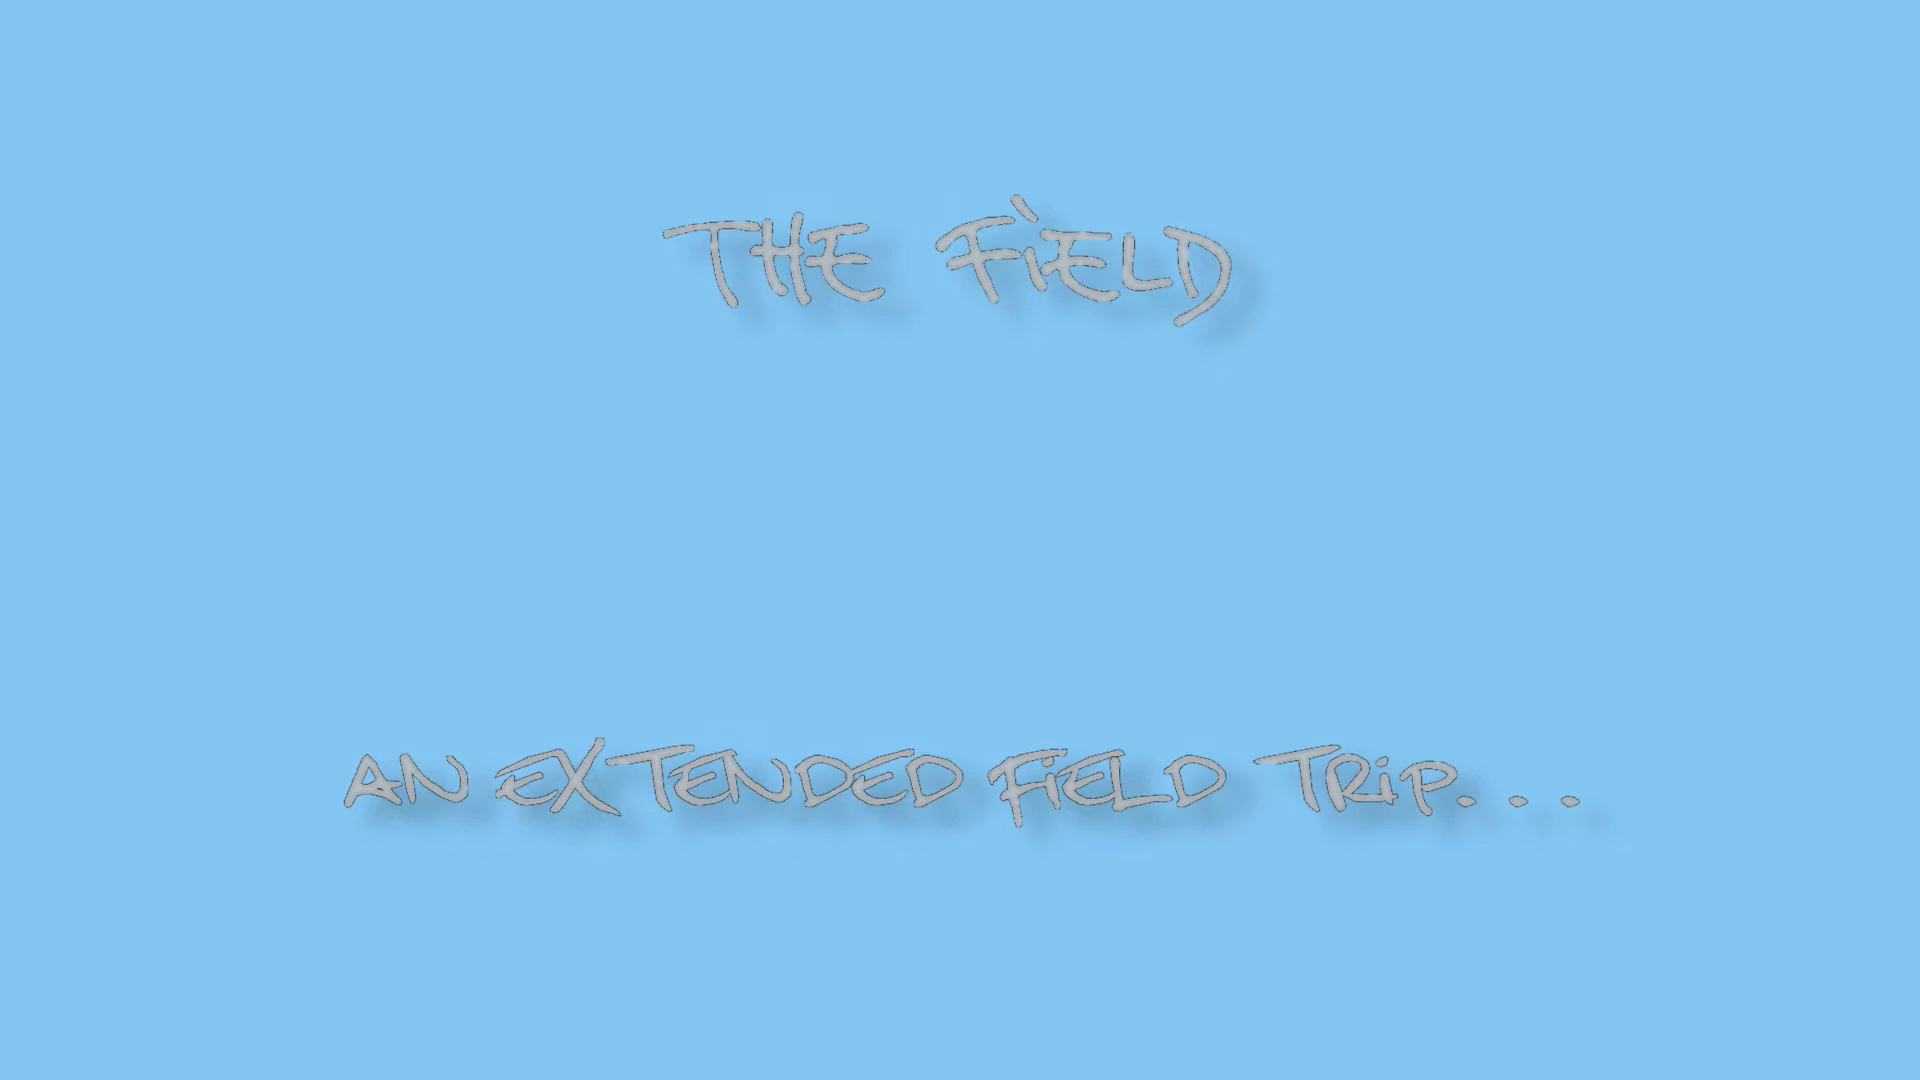 THE FiELD
AN EXTENDED FiELD TRiP. . .